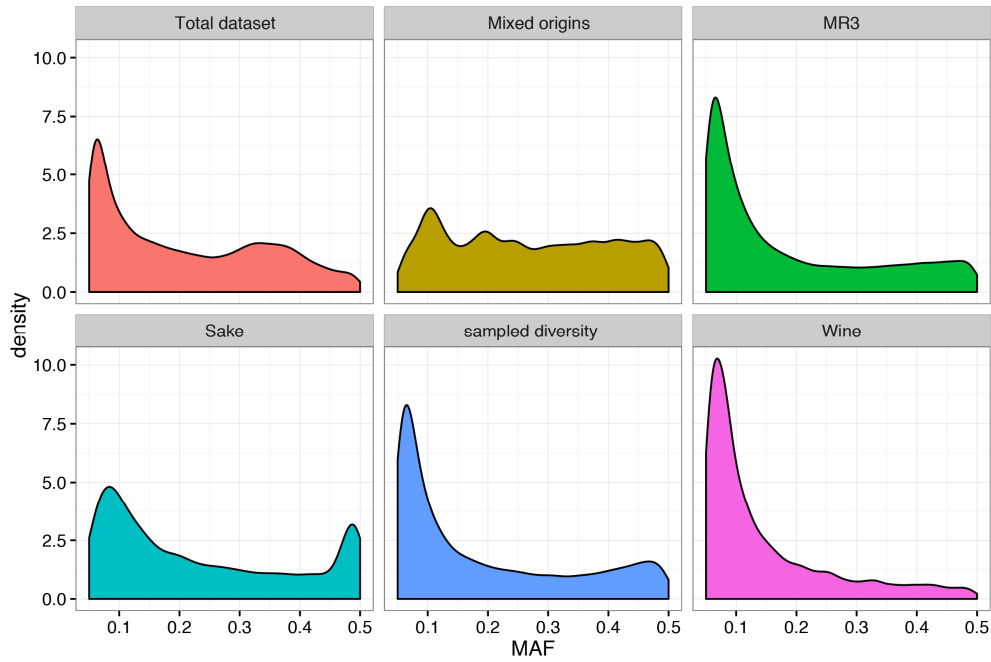 Total dataset
Mixed origins
MR3
10.0
7.5
5.0
2.5
0.0
density
Sake
sampled diversity
Wine
10.0
7.5
5.0
2.5
0.0
0.1 0.2 0.3 0.4 0.5
0.1 0.2 0.3 0.4 0.5
0.1 0.2 0.3 0.4 0.5
MAF